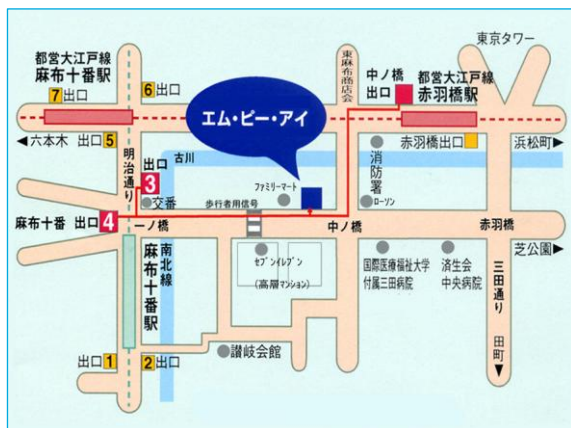 東京タワー
都営大江戸線
麻布十番駅
7出口
6出口
東麻布商店会
中ノ橋
出口
都営大江戸線
赤羽橋駅
エム・ピー・アイ
六本木
出口5
明治通り
出口
3
古川
交番
ファミリーマート
歩行者用信号
消防署
ローソン
赤羽橋出口
浜松町
麻布十番 出口4
一ノ橋
中ノ橋
赤羽橋
芝公園
麻布十番駅
南北線
セブンイレブン
(高層マンション)
国際医療福祉大学
付属三田病院
済生会
中央病院
三田通り
田町
讃岐会館
出口1
2出口